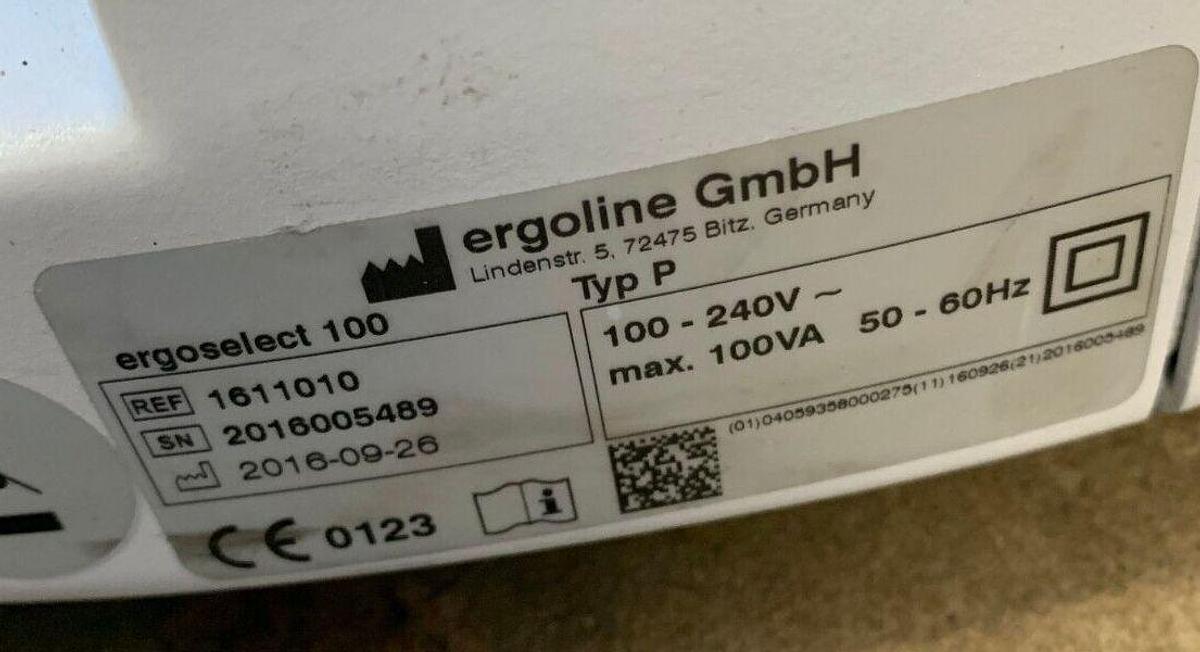 ergoline GmbH
Lindenstr. 5, 72475 Bitz, Germany
ergoselect 100
Typ P
REF 1611010
SN 2016005489
2016-09-26
100 - 240V ~
max. 100VA 50 - 60Hz
(01)04059358000275(11)160926(21)2016005489
CE 0123
i